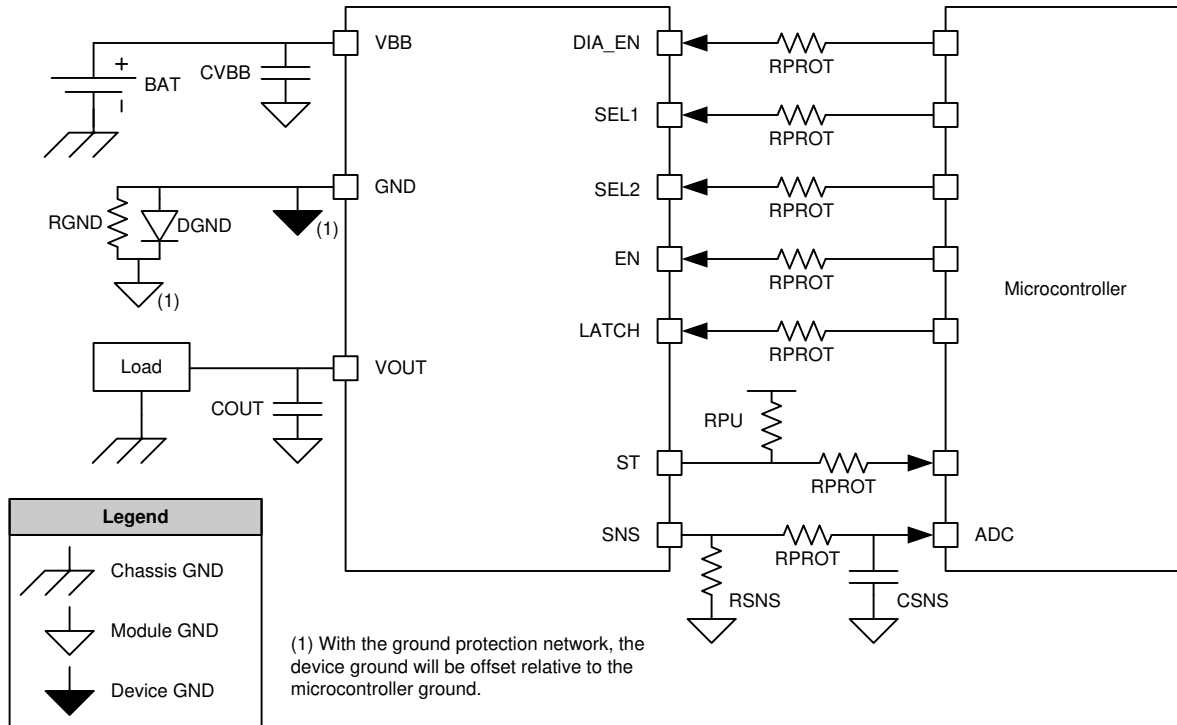 VBB
DIA_EN
RPROT
+
BAT
CVBB
SEL1
RPROT
GND
SEL2
RGND
DGND
(1)
RPROT
(1)
EN
RPROT
Microcontroller
LATCH
RPROT
Load
VOUT
COUT
RPU
ST
RPROT
Legend
SNS
ADC
RPROT
Chassis GND
RSNS
CSNS
Module GND
Device GND
(1) With the ground protection network, the
device ground will be offset relative to the
microcontroller ground.